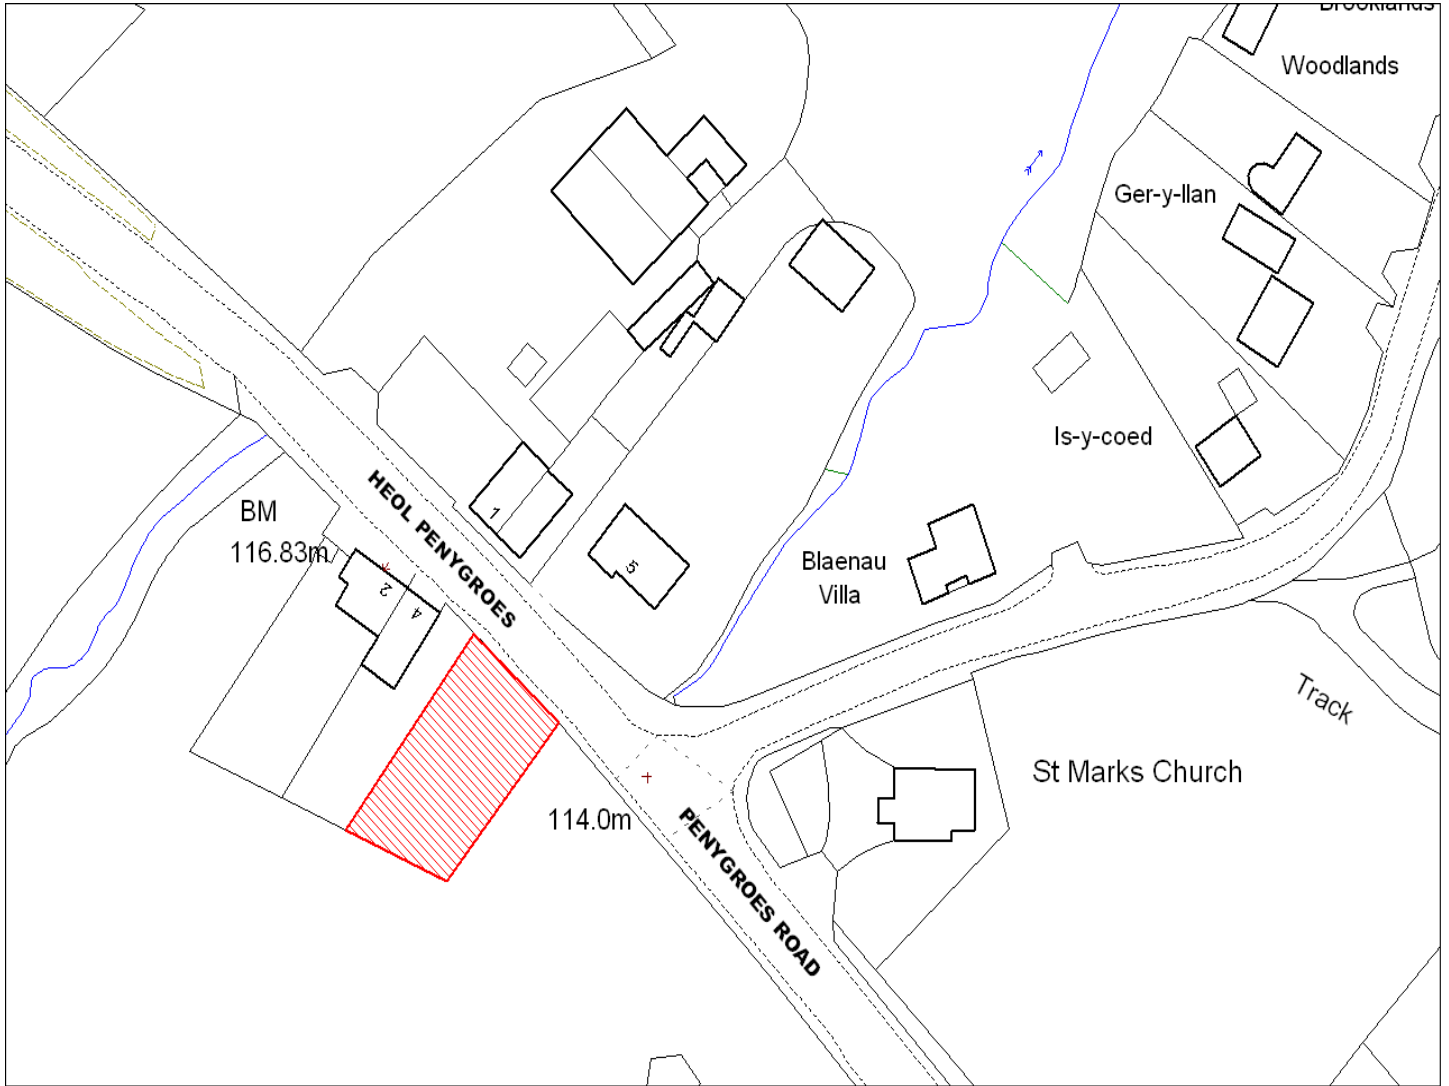 Brooklands
Woodlands
Ger-y-llan
Is-y-coed
HEOL PENYGROES
1
BM
116.83m
2
4
5
Blaenau
Villa
Track
St Marks Church
114.0m
PENYGROES ROAD